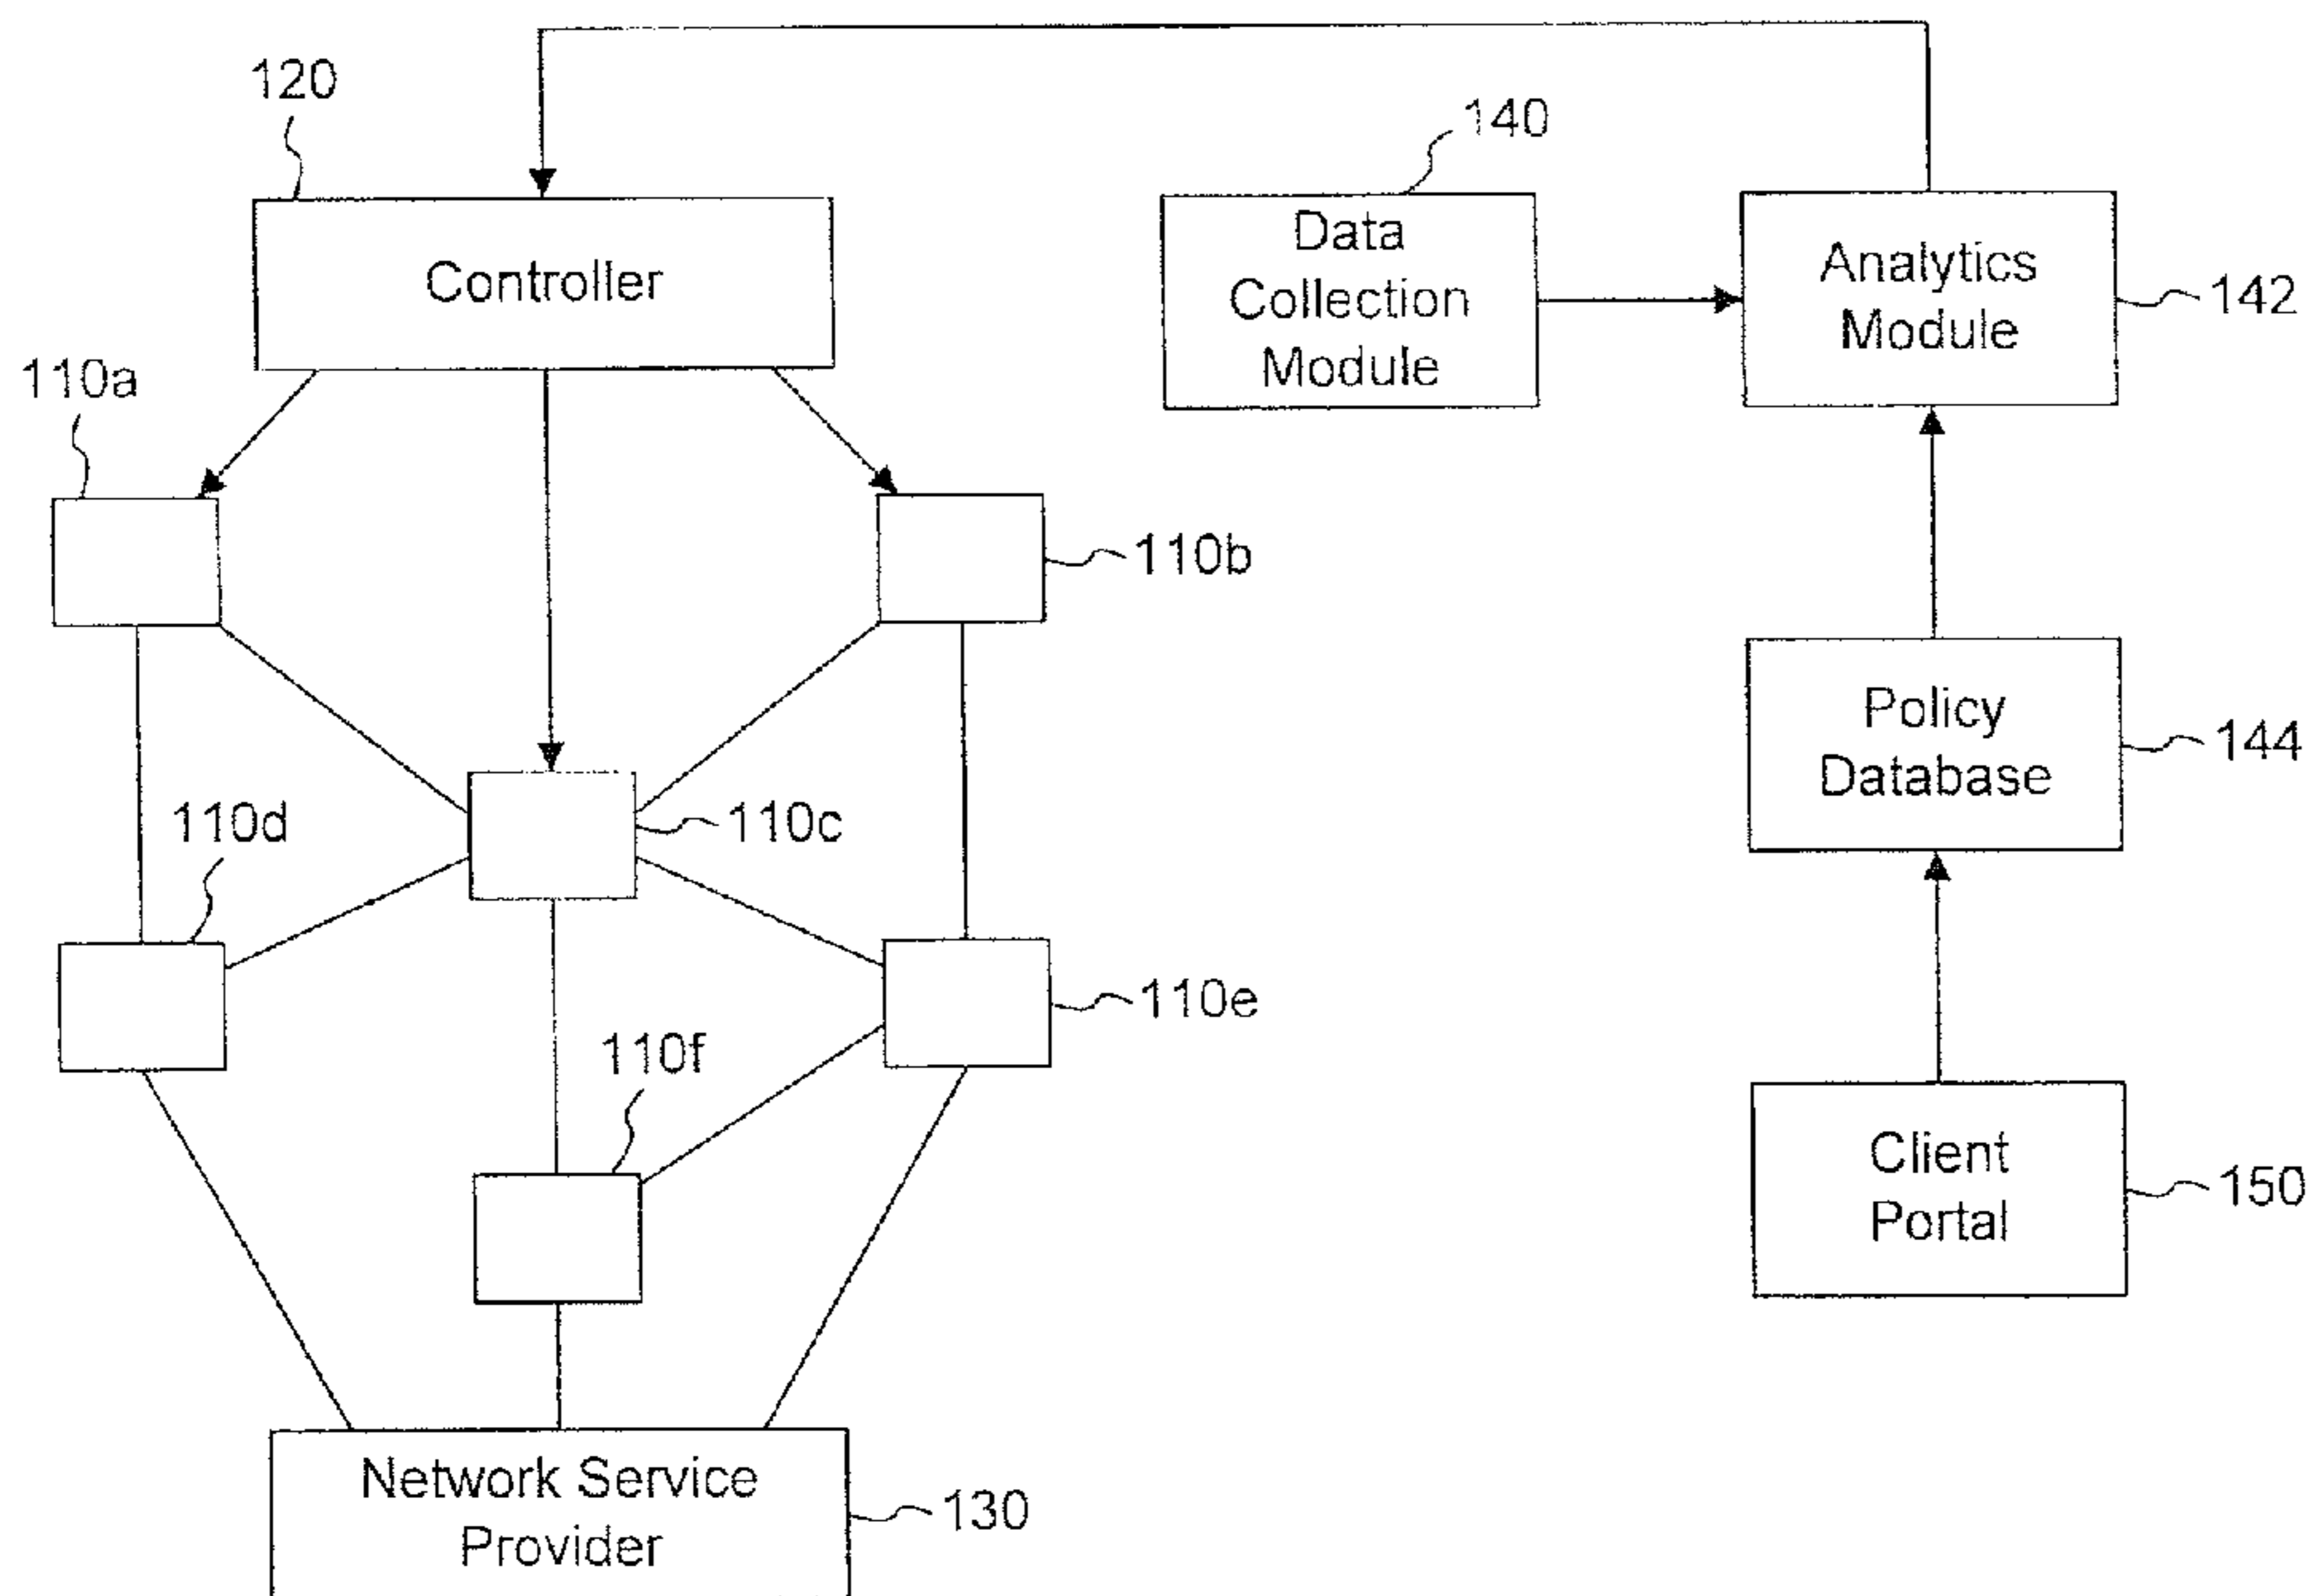 120
140
Controller
Data
Collection
Module
Analytics
Module
142
110a
110b
Policy
Database
144
110d
110c
110e
110f
Client
Portal
150
Network Service
Provider
130